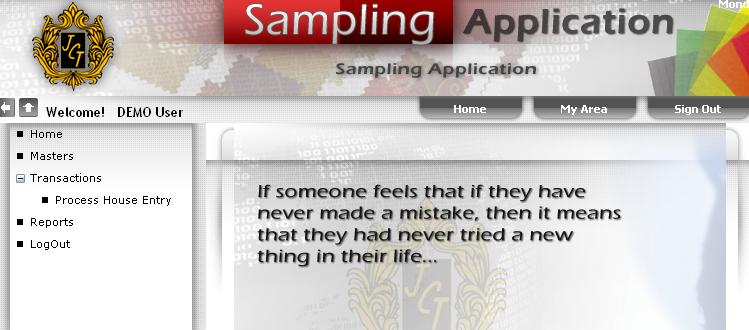 Mond
Sampling Application
Sampling Application
JCT
Welcome! DEMO User
Home
My Area
Sign Out
Home
Masters
Transactions
Process House Entry
Reports
LogOut
If someone feels that if they have
never made a mistake, then it means
that they had never tried a new
thing in their life...
JCT